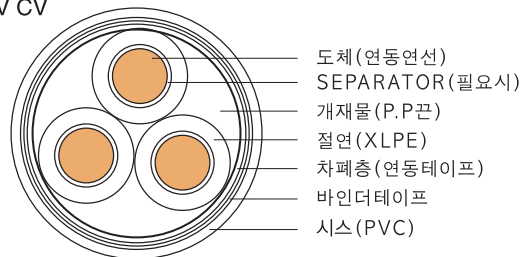 CV
도체(연동연선)
SEPARATOR(필요시)
개재물(P.P끈)
절연(XLPE)
차폐층(연동테이프)
바인더테이프
시스(PVC)